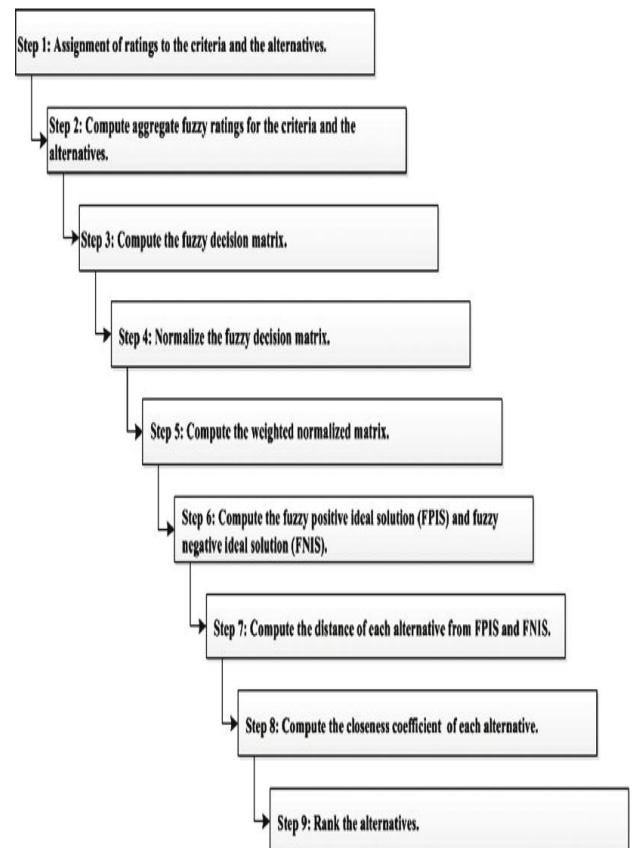 Step 1: Assignment of ratings to the criteria and the alternatives.
Step 2: Compute aggregate fuzzy ratings for the criteria and the
alternatives.
Step 3: Compute the fuzzy decision matrix.
Step 4: Normalize the fuzzy decision matrix.
Step 5: Compute the weighted normalized matrix.
Step 6: Compute the fuzzy positive ideal solution (FPIS) and fuzzy
negative ideal solution (FNIS).
Step 7: Compute the distance of each alternative from FPIS and FNIS.
Step 8: Compute the closeness coefficient of each alternative.
Step 9: Rank the alternatives.